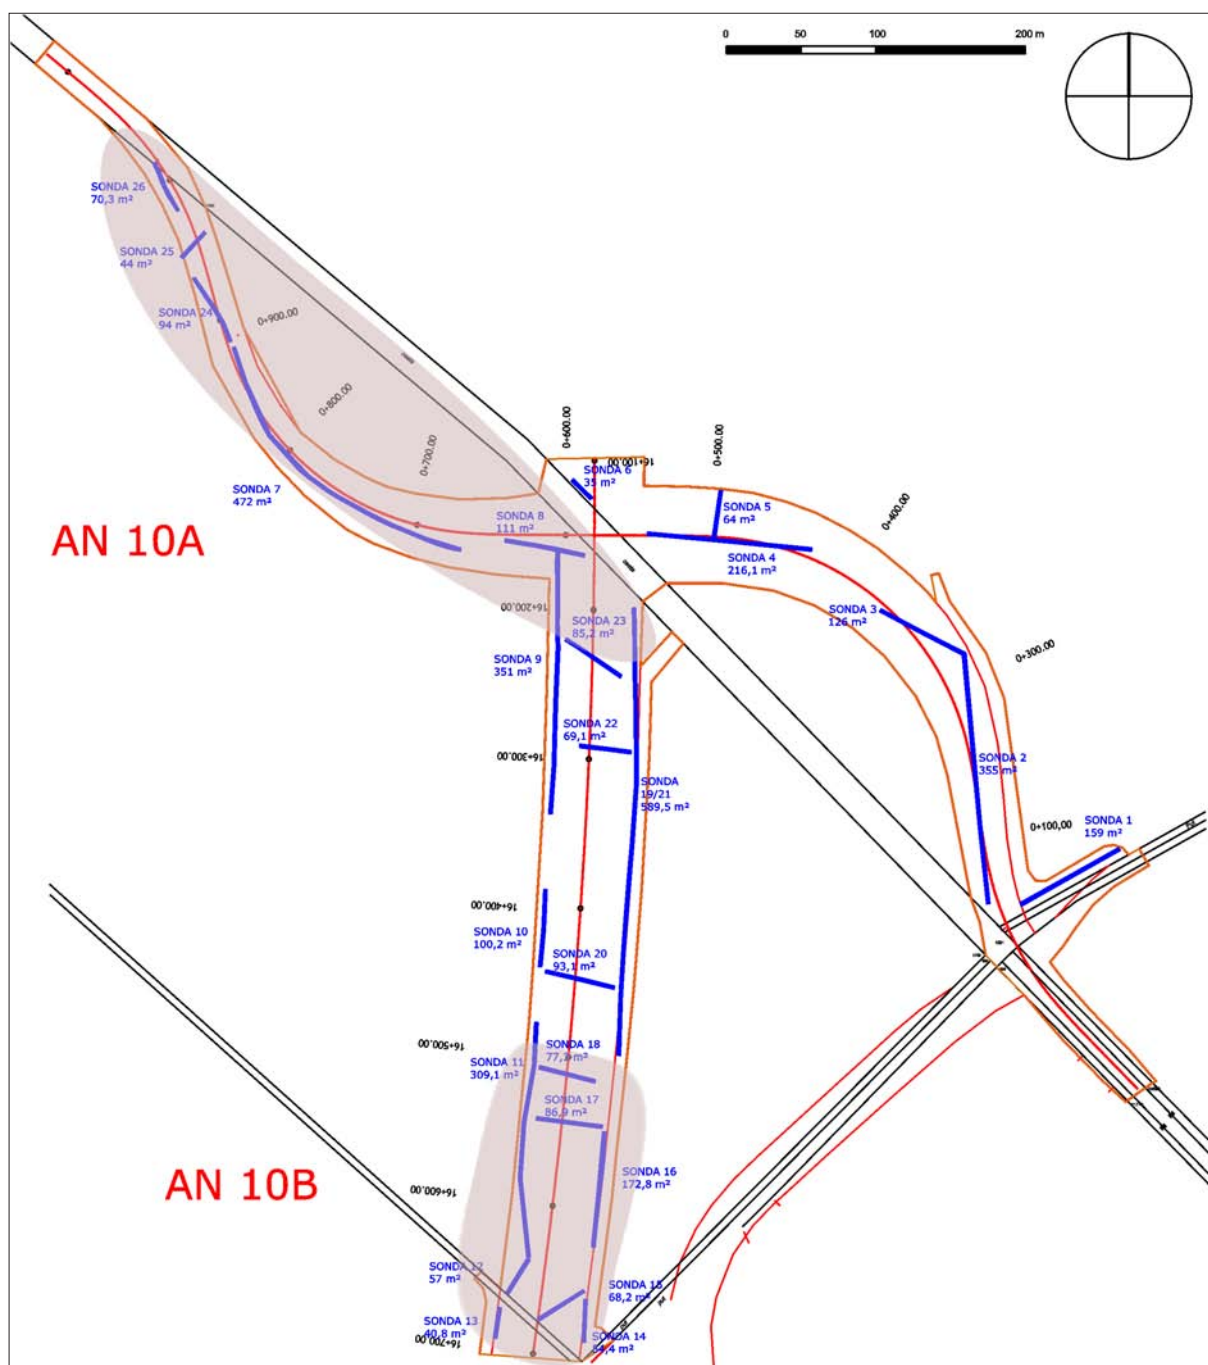 0 50 100 200 m
SONDA 26
70,3 m²
SONDA 25
44 m²
SONDA 24
94 m²
0+900.00
0+800.00
0+700.00
0+600.00
16+100.00
0+500.00
SONDA 6
35 m²
SONDA 7
472 m²
SONDA 8
111 m²
SONDA 5
64 m²
0+400.00
SONDA 4
216,1 m²
AN 10A
16+200.00
SONDA 23
85,2 m²
SONDA 3
126 m²
0+300.00
SONDA 9
351 m²
SONDA 22
69,1 m²
16+300.00
SONDA
19/21
589,5 m²
SONDA 2
355 m²
0+100,00
SONDA 1
159 m²
16+400.00
SONDA 10
100,2 m²
SONDA 20
93,1 m²
16+500.00
SONDA 18
SONDA 11
309,1 m²
SONDA 17
86,9 m²
AN 10B
SONDA 16
172,8 m²
16+600.00
SONDA 12
57 m²
SONDA 15
68,2 m²
SONDA 13
40,8 m²
16+700.00
SONDA 14
34,4 m²